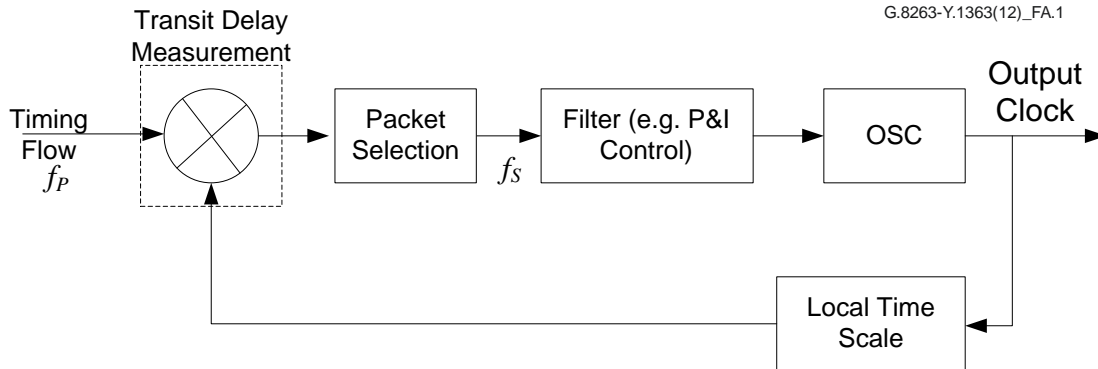 G.8263-Y.1363(12)_FA.1
Transit Delay
Measurement
Timing
Flow
fP
Packet
Selection
fS
Filter (e.g. P&I
Control)
OSC
Output
Clock
Local Time
Scale